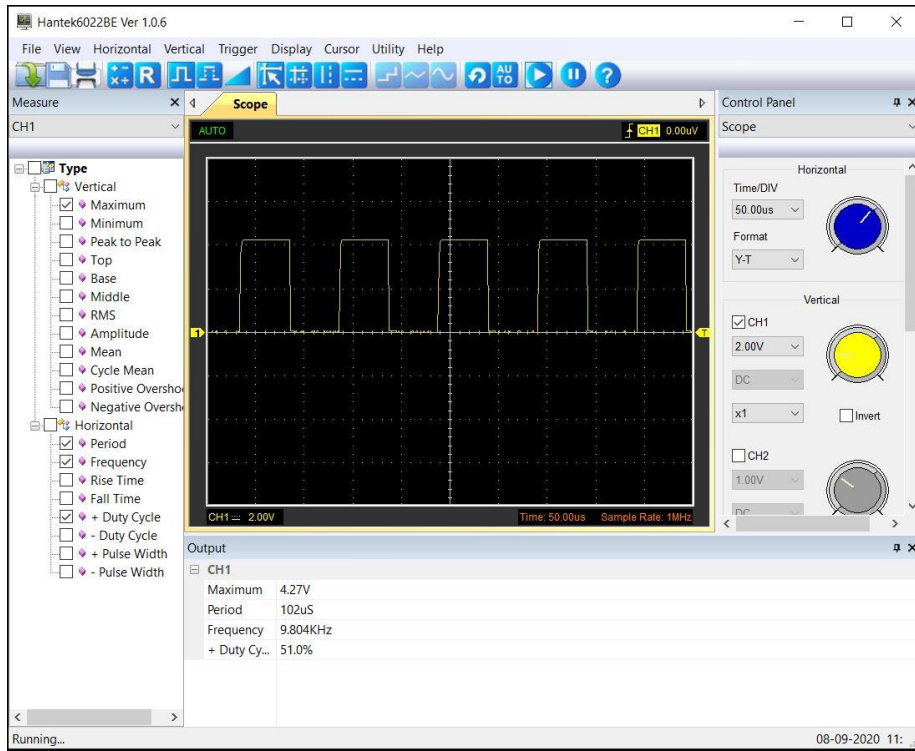 Hantek6022BE Ver 1.0.6
File View Horizontal Vertical Trigger Display Cursor Utility Help
R AU TO ?
Measure
CH1
Type
Vertical
Maximum
Minimum
Peak to Peak
Top
Base
Middle
RMS
Amplitude
Mean
Cycle Mean
Positive Oversho
Negative Oversh
Horizontal
Period
Frequency
Rise Time
Fall Time
+ Duty Cycle
- Duty Cycle
+ Pulse Width
- Pulse Width
Scope
AUTO CH1 0.00uV
1 T
CH1 2.00V Time: 50.00us Sample Rate: 1MHz
Control Panel
Scope
Horizontal
Time/DIV
50.00us
Format
Y-T
Vertical
CH1
2.00V
DC
x1 Invert
CH2
1.00V
DC
Output
CH1
Maximum 4.27V
Period 102uS
Frequency 9.804KHz
+ Duty Cy... 51.0%
Running... 08-09-2020 11: